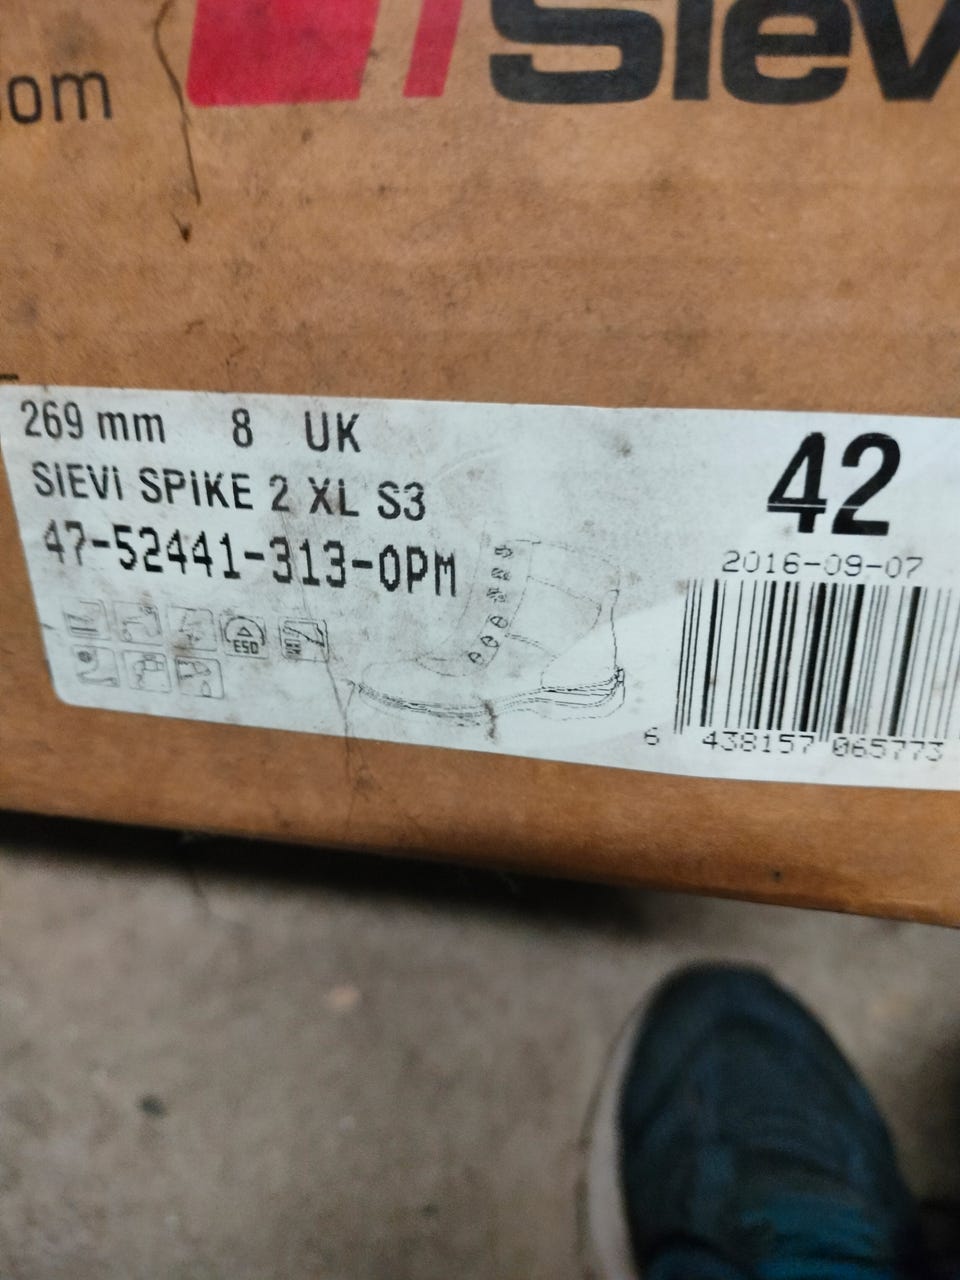 om
Siev
269 mm 8 UK
SIEVI SPIKE 2 XL S3
47-52441-313-0PM
ESD
42
2016-09-07
6 438157 065773